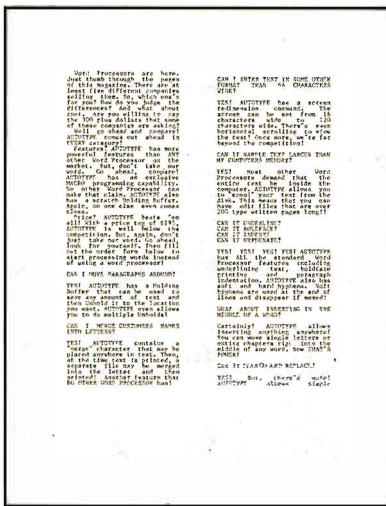 Word Processors are here.
Just thumb through the pages
of this magazine. There are at
least five different companies
selling them. So, which one's
for you? How do you judge the
differences? And what about
cost. Are you willing to pay
the 300 plus dollars that some
of these companies want?
Well go ahead and compare!
AUTOTYPE comes out ahead in
EVERY category!
Features! AUTOTYPE has more
powerful features than ANY
other Word Processor on the
market. But, don't take our
word. Go ahead, compare!
AUTOTYPE has an exclusive
MACRO programming capability.
No other Word Processor can
make that claim. AUTOTYPE also
has a scratch Holding Buffer.
Again, no one else even comes
close.
Price! AUTOTYPE beats 'em
all! With a price of $195,
AUTOTYPE is well below the
competition. But, again, don't
just take our word. Go ahead,
look for yourself. Then fill
out the order form below to
start processing words instead
of using a word processor!
CAN I MOVE PARAGRAPHS AROUND?
YES! AUTOTYPE has a Holding
Buffer that can be used to
save any amount of text and
then Unhold it to the location
you want. AUTOTYPE even allows
you to do multiple Unholds!
CAN I MERGE CUSTOMERS NAMES
INTO LETTERS?
YES! AUTOTYPE contains a
"merge" character that may be
placed anywhere in text. Then,
at the time text is printed, a
separate file may be merged
into the letter and then
printed! Another feature that
NO OTHER WORD PROCESSOR has!
CAN I ENTER TEXT IN SOME OTHER
FORMAT THAN 64 CHARACTERS
WIDE?
YES! AUTOTYPE has a screen
redimension command. The
screen can be set from 16
characters wide to 128
characters wide. There's even
horizontal scrolling to view
the text! Once more, we're far
beyond the competition!
CAN IT HANDLE TEXT LARGER THAN
MY COMPUTERS MEMORY?
YES! Most other Word
Processors demand that the
entire text be inside the
computer. AUTOTYPE allows you
to "spool" your text from the
disk. This means that you can
have edit files that are over
200 type written pages long!!
CAN IT UNDERLINE?
CAN IT BOLDFACE?
CAN IT INDENT?
CAN IT HYPHENATE?
YES! YES! YES! YES! AUTOTYPE
has ALL the standard Word
Processor features including
underlining text, boldface
printing and paragraph
indentation. AUTOTYPE also has
soft and hard hyphens. Soft
hyphens are used at the end of
lines and disappear if moved!
WHAT ABOUT INSERTING IN THE
MIDDLE OF A WORD?
Certainly! AUTOTYPE allows
inserting anything anywhere!
You can move single letters or
entire chapters right into the
middle of any word. Now THAT'S
POWER!
CAN IT SEARCH AND REPLACE?
YES! But, there's more!
AUTOTYPE allows simple